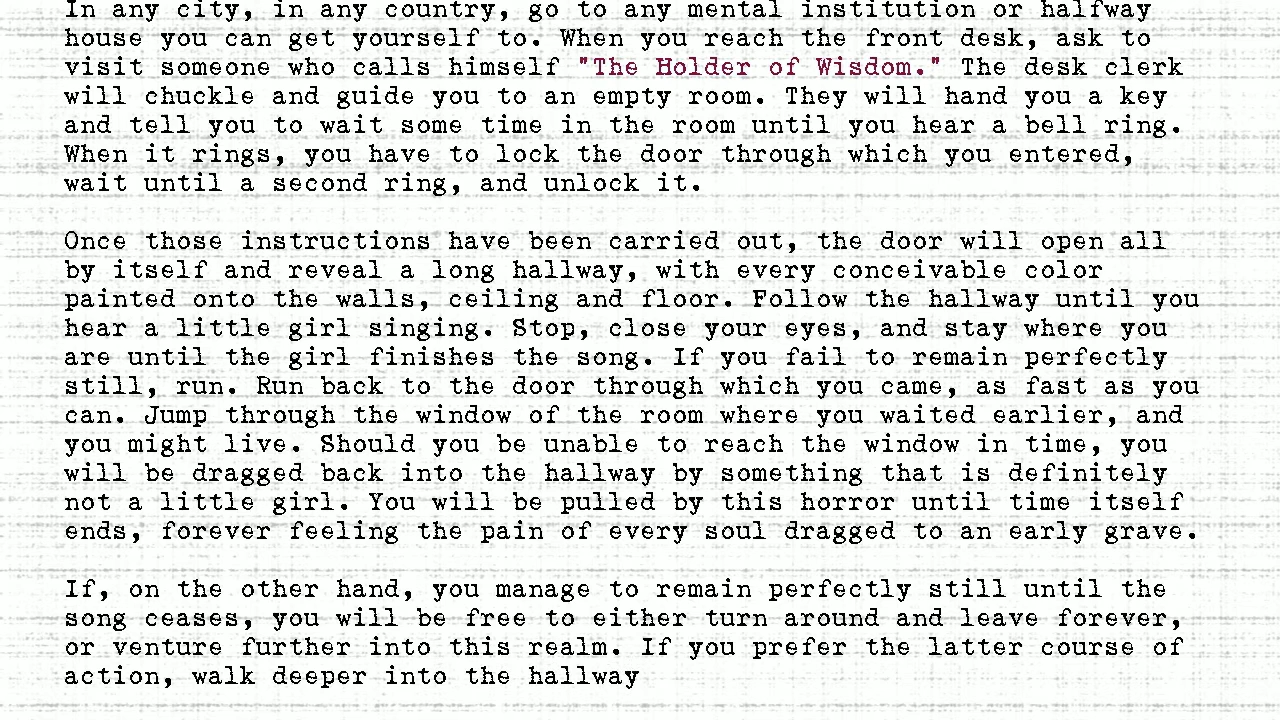 In any city, in any country, go to any mental institution or halfway
house you can get yourself to. When you reach the front desk, ask to
visit someone who calls himself "The Holder of Wisdom." The desk clerk
will chuckle and guide you to an empty room. They will hand you a key
and tell you to wait some time in the room until you hear a bell ring.
When it rings, you have to lock the door through which you entered,
wait until a second ring, and unlock it.
Once those instructions have been carried out, the door will open all
by itself and reveal a long hallway, with every conceivable color
painted onto the walls, ceiling and floor. Follow the hallway until you
hear a little girl singing. Stop, close your eyes, and stay where you
are until the girl finishes the song. If you fail to remain perfectly
still, run. Run back to the door through which you came, as fast as you
can. Jump through the window of the room where you waited earlier, and
you might live. Should you be unable to reach the window in time, you
will be dragged back into the hallway by something that is definitely
not a little girl. You will be pulled by this horror until time itself
ends, forever feeling the pain of every soul dragged to an early grave.
If, on the other hand, you manage to remain perfectly still until the
song ceases, you will be free to either turn around and leave forever,
or venture further into this realm. If you prefer the latter course of
action, walk deeper into the hallway